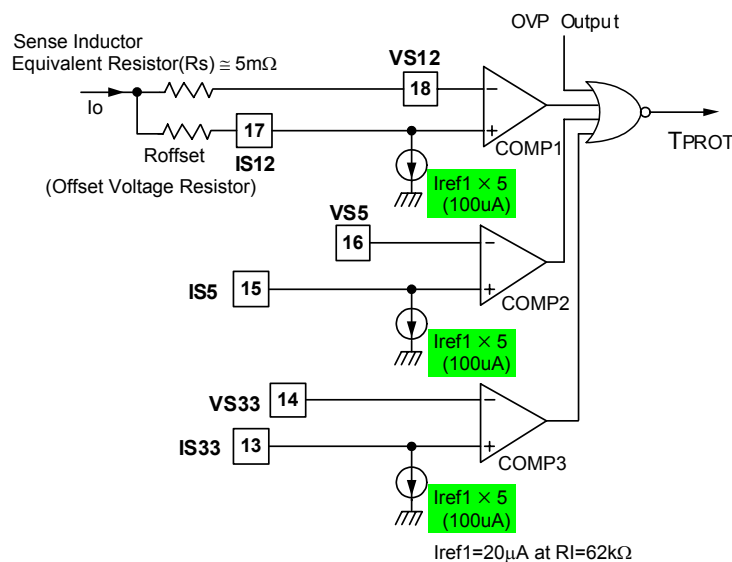 OVP Output
Sense Inductor
Equivalent Resistor(Rs) ≅ 5mΩ
VS12
18
−
Io
17
+
COMP1
TPROT
Roffset
IS12
(Offset Voltage Resistor)
Iref1 × 5
(100uA)
VS5
16
−
IS5
15
+
COMP2
Iref1 × 5
(100uA)
VS33
14
−
IS33
13
+
COMP3
Iref1 × 5
(100uA)
Iref1=20μA at RI=62kΩ